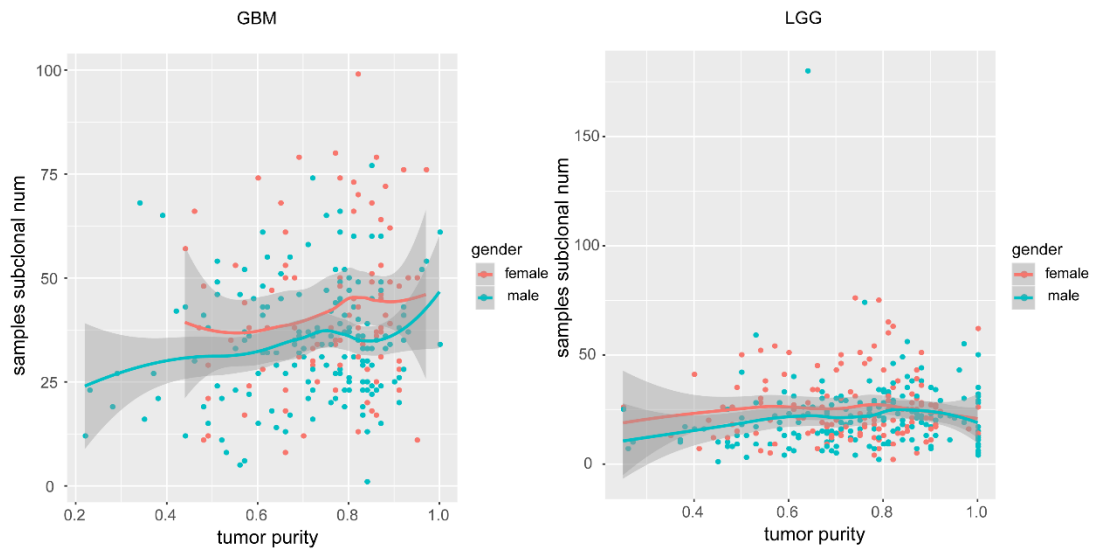 GBM
samples subclonal num
100
75
50
25
0
0.2
0.4
0.6
0.8
1.0
tumor purity
gender
female
male
LGG
samples subclonal num
150
100
50
0
0.4
0.6
0.8
1.0
tumor purity
gender
female
male